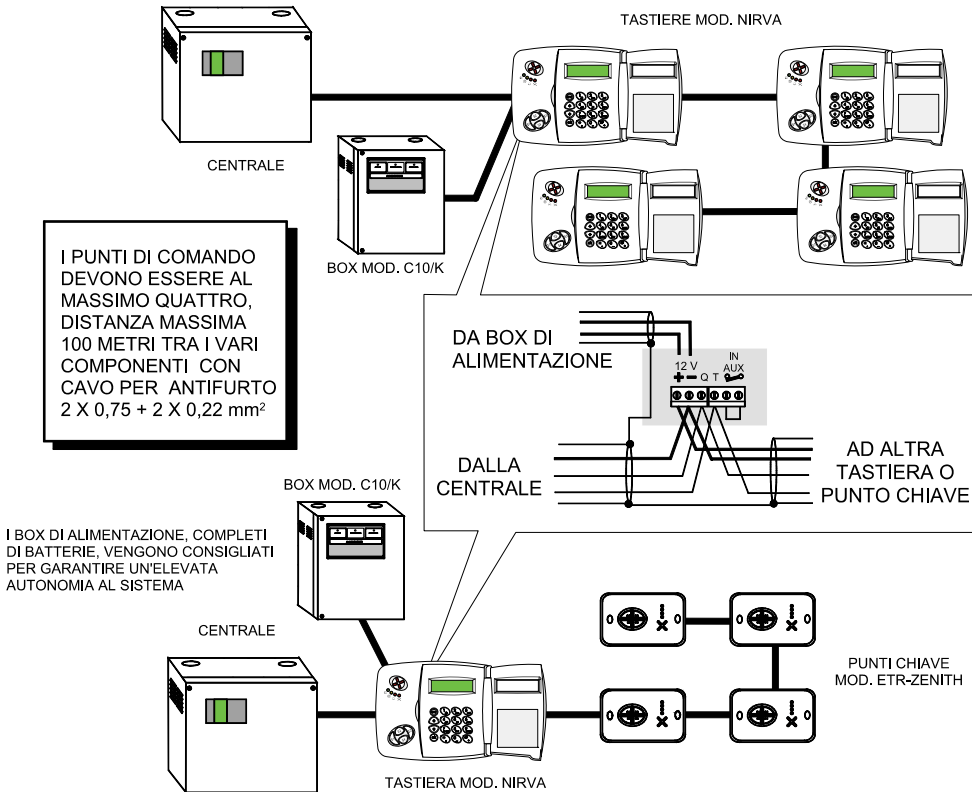 TASTIERE MOD. NIRVA
CENTRALE
BOX MOD. C10/K
I PUNTI DI COMANDO
DEVONO ESSERE AL
MASSIMO QUATTRO,
DISTANZA MASSIMA
100 METRI TRA I VARI
COMPONENTI CON
CAVO PER ANTIFURTO
2 X 0,75 + 2 X 0,22 mm²
DA BOX DI
ALIMENTAZIONE
12 V
IN
AUX
+ − Q T
DALLA
CENTRALE
AD ALTRA
TASTIERA O
PUNTO CHIAVE
BOX MOD. C10/K
I BOX DI ALIMENTAZIONE, COMPLETI
DI BATTERIE, VENGONO CONSIGLIATI
PER GARANTIRE UN'ELEVATA
AUTONOMIA AL SISTEMA
CENTRALE
PUNTI CHIAVE
MOD. ETR-ZENITH
TASTIERA MOD. NIRVA